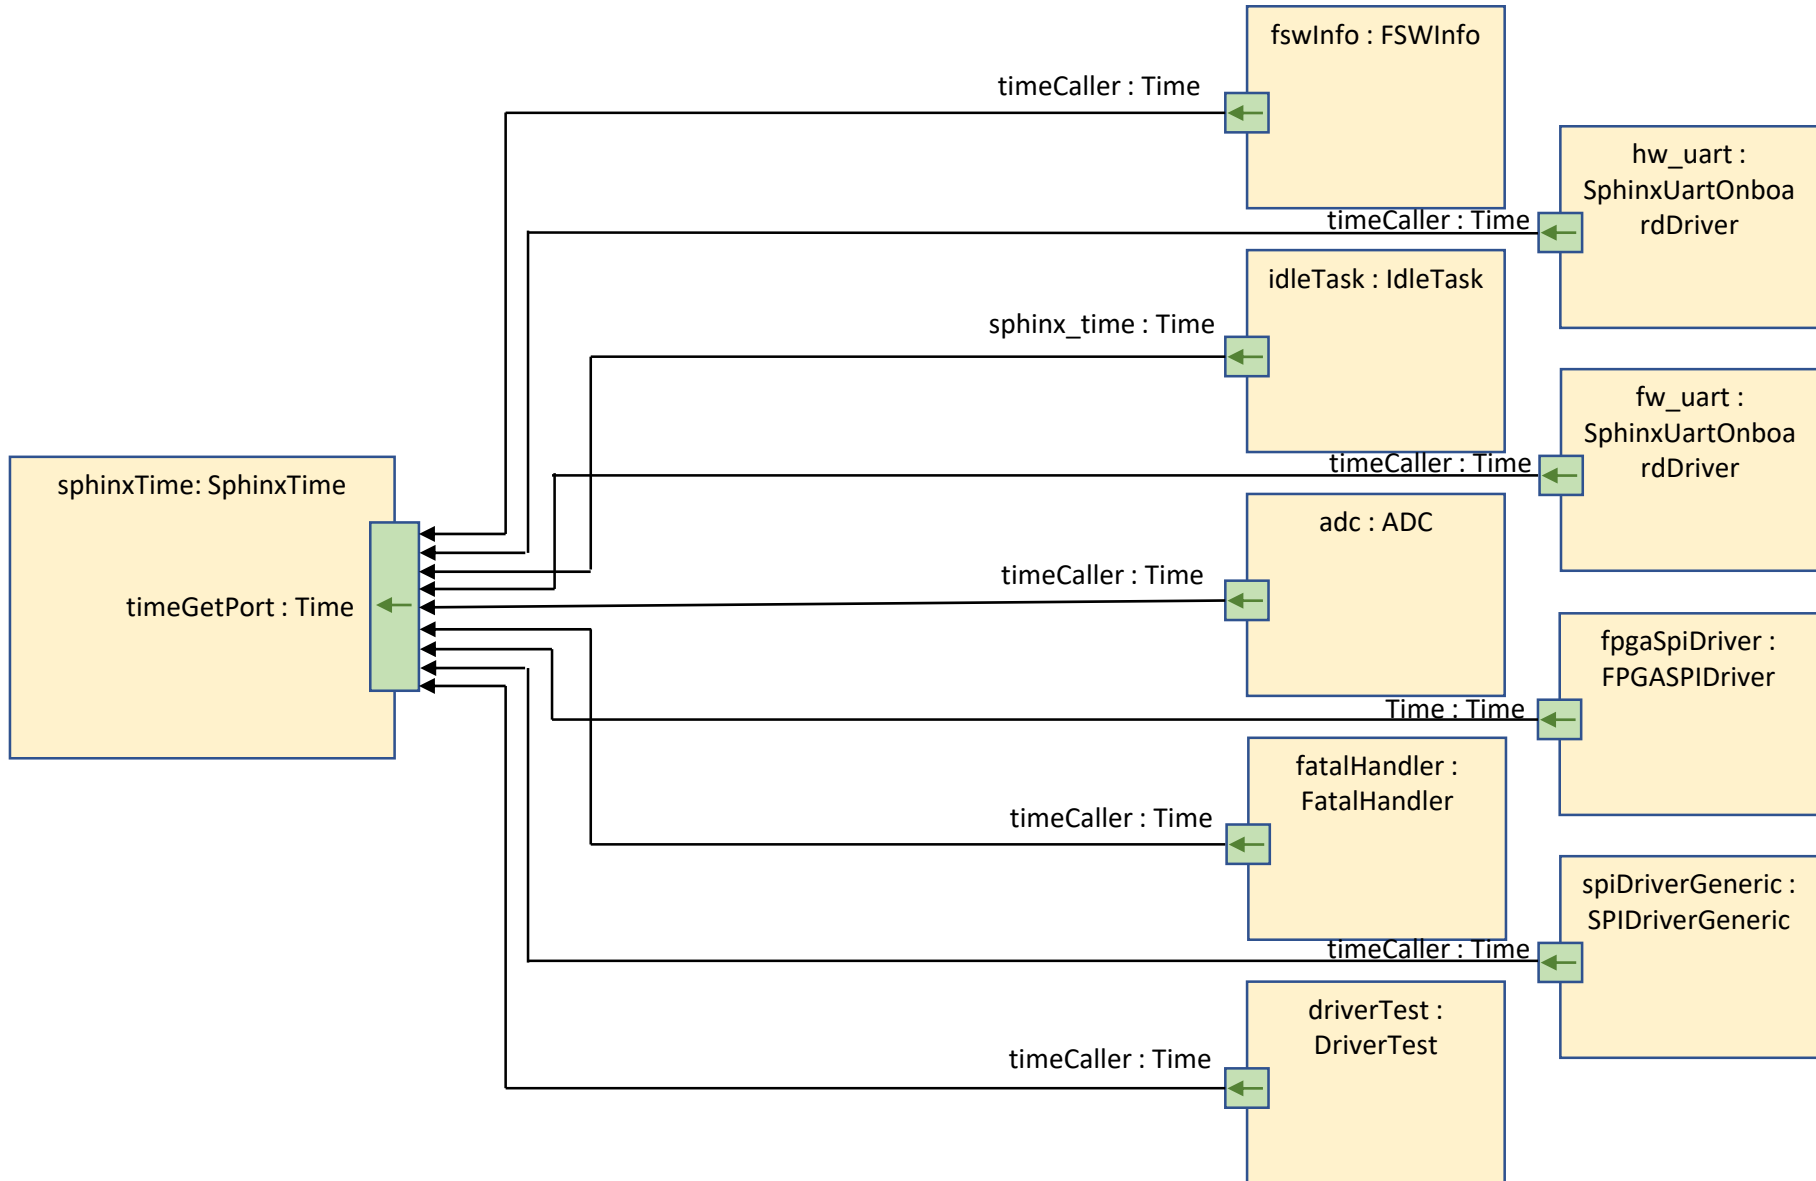 fswInfo : FSWInfo
timeCaller : Time
hw_uart :
SphinxUartOnboa
rdDriver
timeCaller : Time
idleTask : IdleTask
sphinx_time : Time
fw_uart :
SphinxUartOnboa
rdDriver
timeCaller : Time
sphinxTime: SphinxTime
timeGetPort : Time
adc : ADC
timeCaller : Time
fpgaSpiDriver :
FPGASPIDriver
Time : Time
fatalHandler :
FatalHandler
timeCaller : Time
spiDriverGeneric :
SPIDriverGeneric
timeCaller : Time
driverTest :
DriverTest
timeCaller : Time